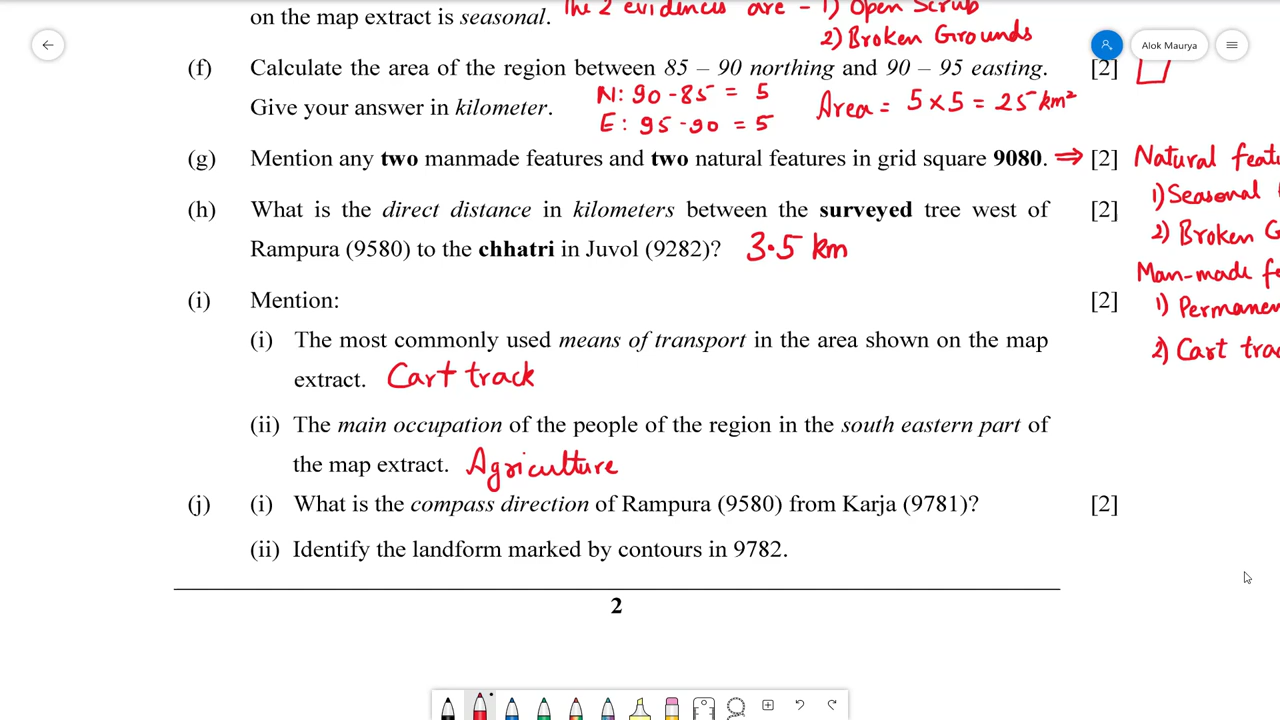 on the map extract is seasonal. The 2 evidences are - 1) Open Scrub
2) Broken Grounds
Alok Maurya
(f) Calculate the area of the region between 85 – 90 northing and 90 – 95 easting. [2]
Give your answer in kilometer. N: 90 - 85 = 5 Area = 5 × 5 = 25 km²
E: 95 - 90 = 5
(g) Mention any two manmade features and two natural features in grid square 9080. ⇒ [2] Natural featu
1) Seasonal
(h) What is the direct distance in kilometers between the surveyed tree west of [2]
2) Broken G
Rampura (9580) to the chhatri in Juvol (9282)? 3.5 km
Man-made fe
(i) Mention: [2]
1) Permanen
(i) The most commonly used means of transport in the area shown on the map
2) Cart trac
extract. Cart track
(ii) The main occupation of the people of the region in the south eastern part of
the map extract. Agriculture
(j) (i) What is the compass direction of Rampura (9580) from Karja (9781)? [2]
(ii) Identify the landform marked by contours in 9782.
2